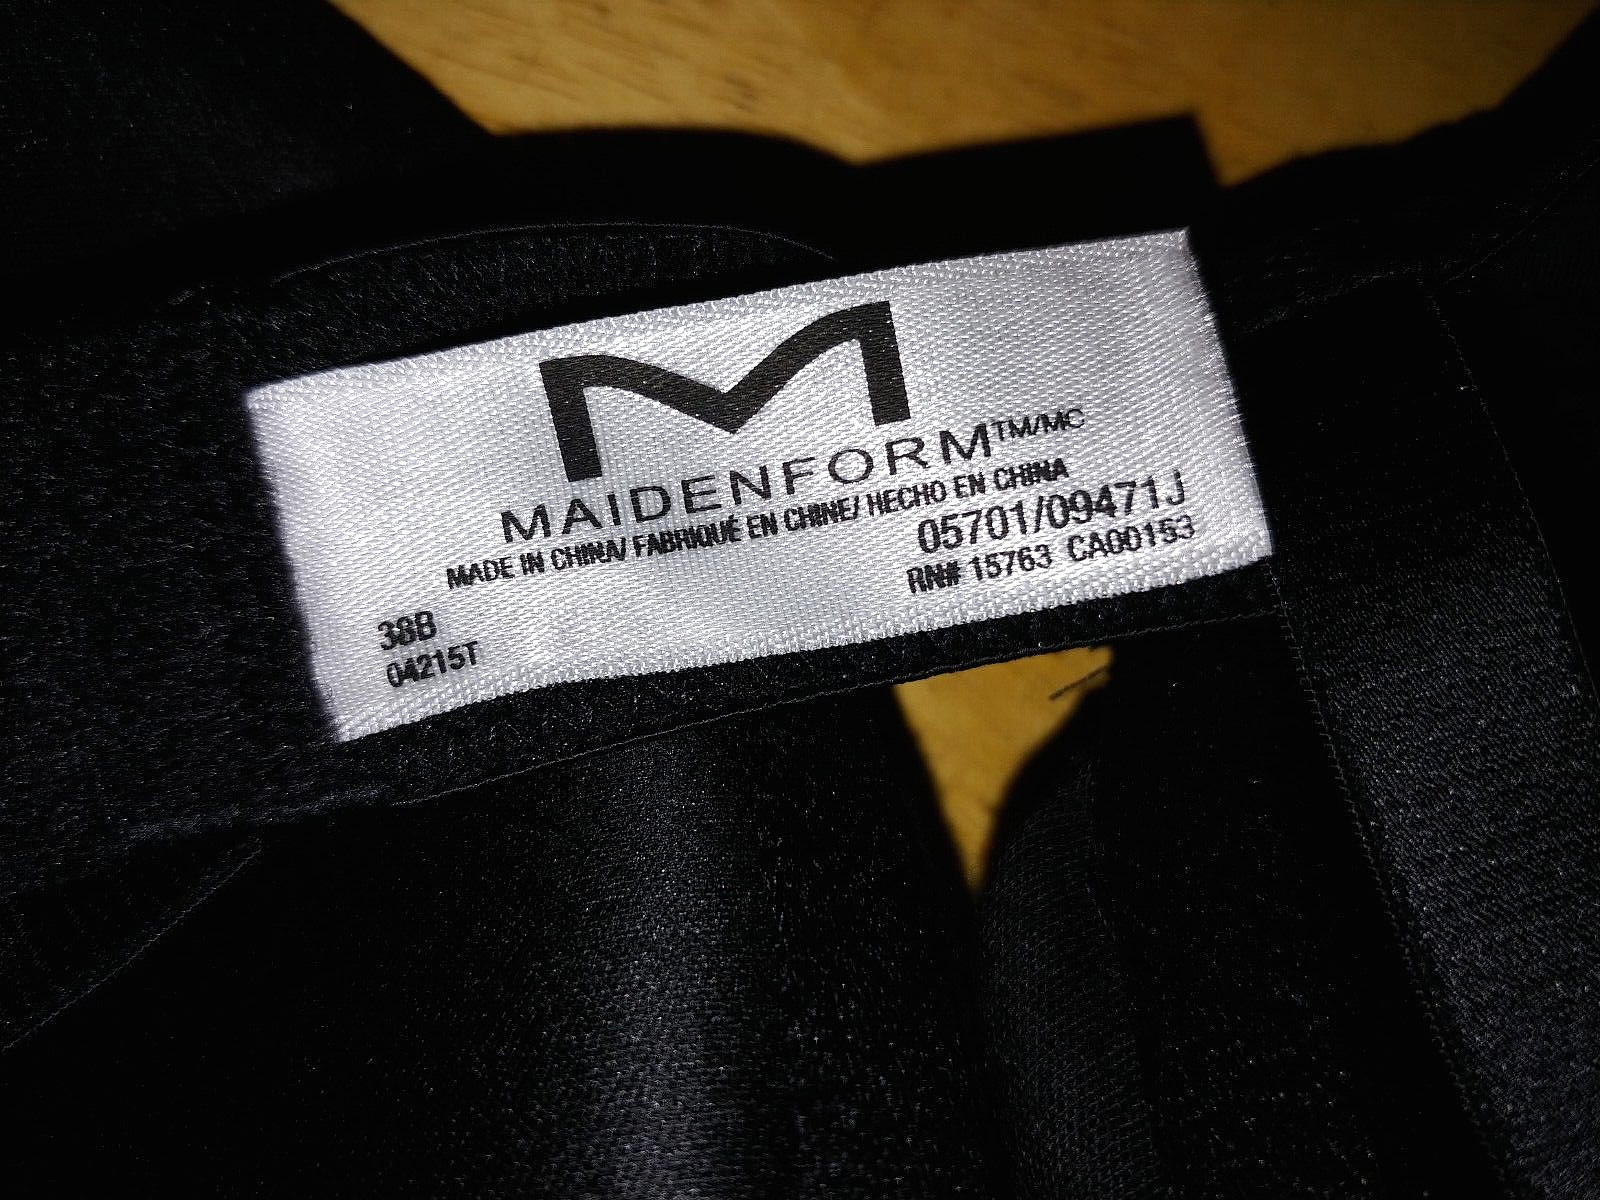 M
MAIDENFORM™/MC
MADE IN CHINA/ FABRIQUÉ EN CHINE/ HECHO EN CHINA
05701/09471J
RN# 15763 CA00153
38B
04215T